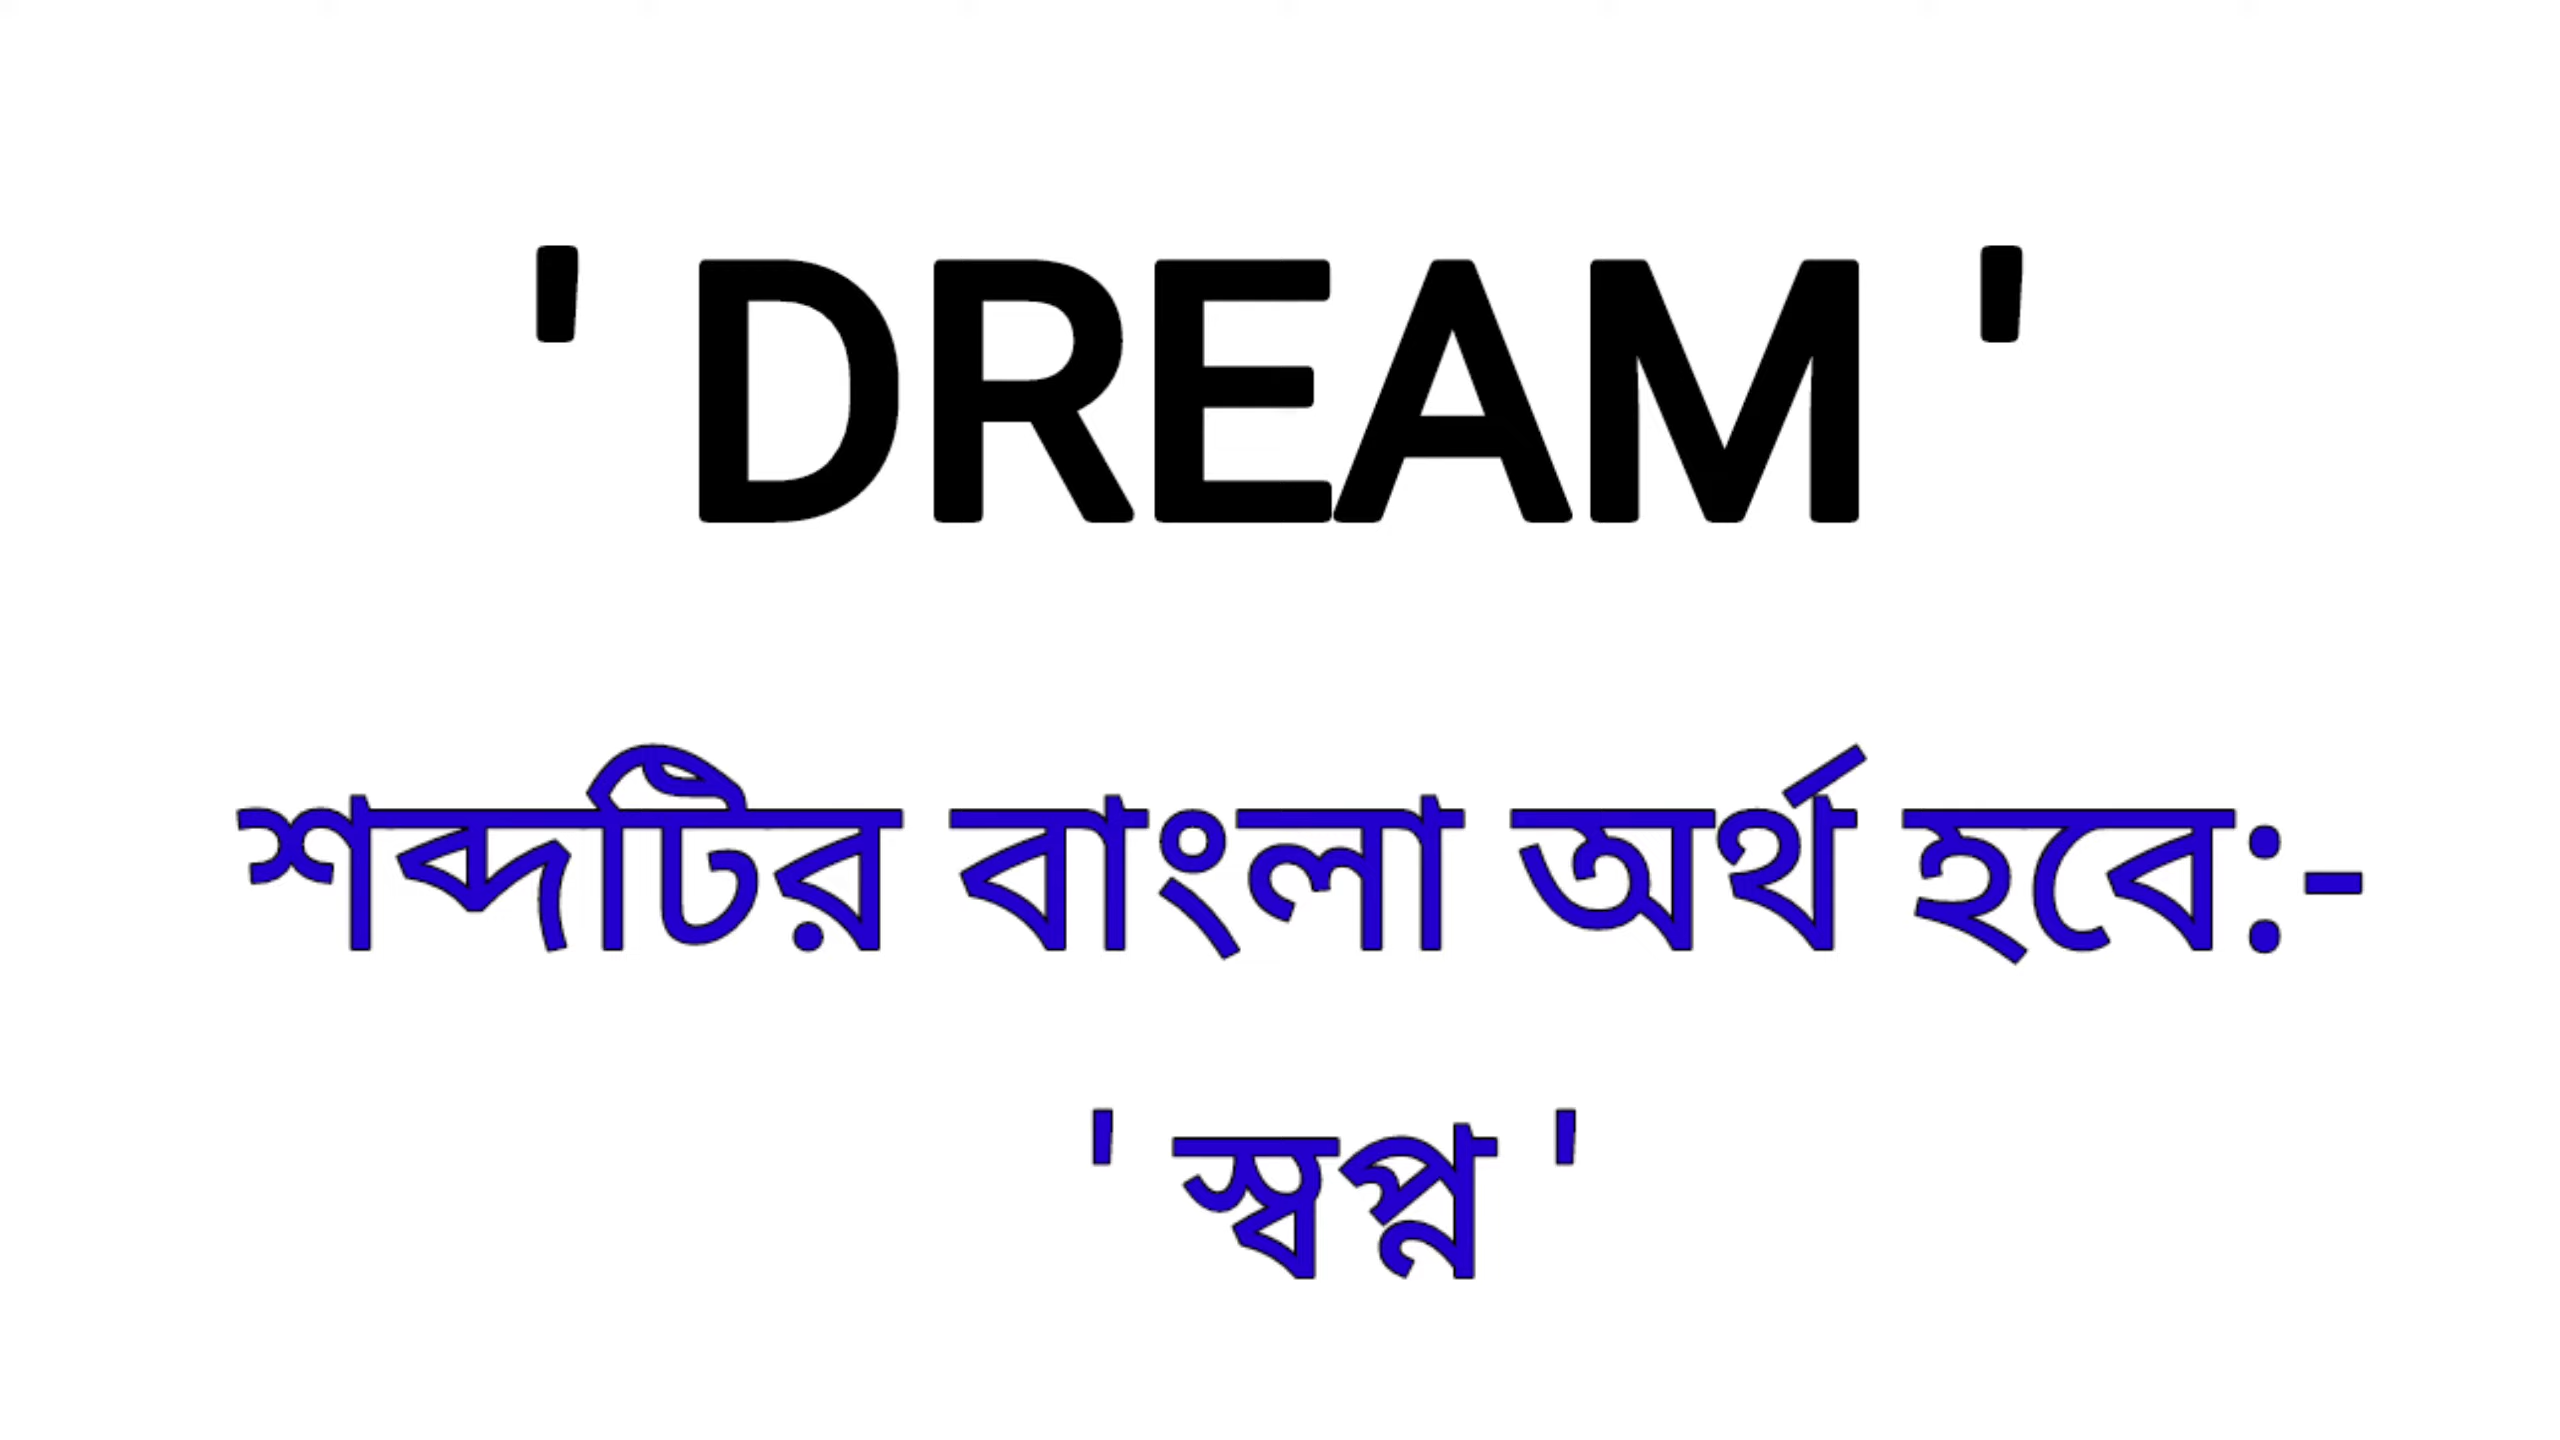 ' DREAM '
শব্দটির বাংলা অর্থ হবে:-
' স্বপ্ন '